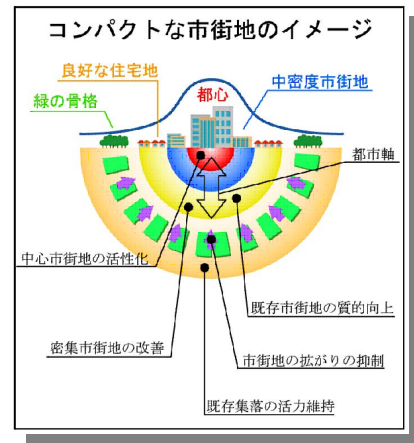 コンパクトな市街地のイメージ
良好な住宅地
都心
中密度市街地
緑の骨格
都市軸
中心市街地の活性化
既存市街地の質的向上
密集市街地の改善
市街地の拡がりの抑制
既存集落の活力維持